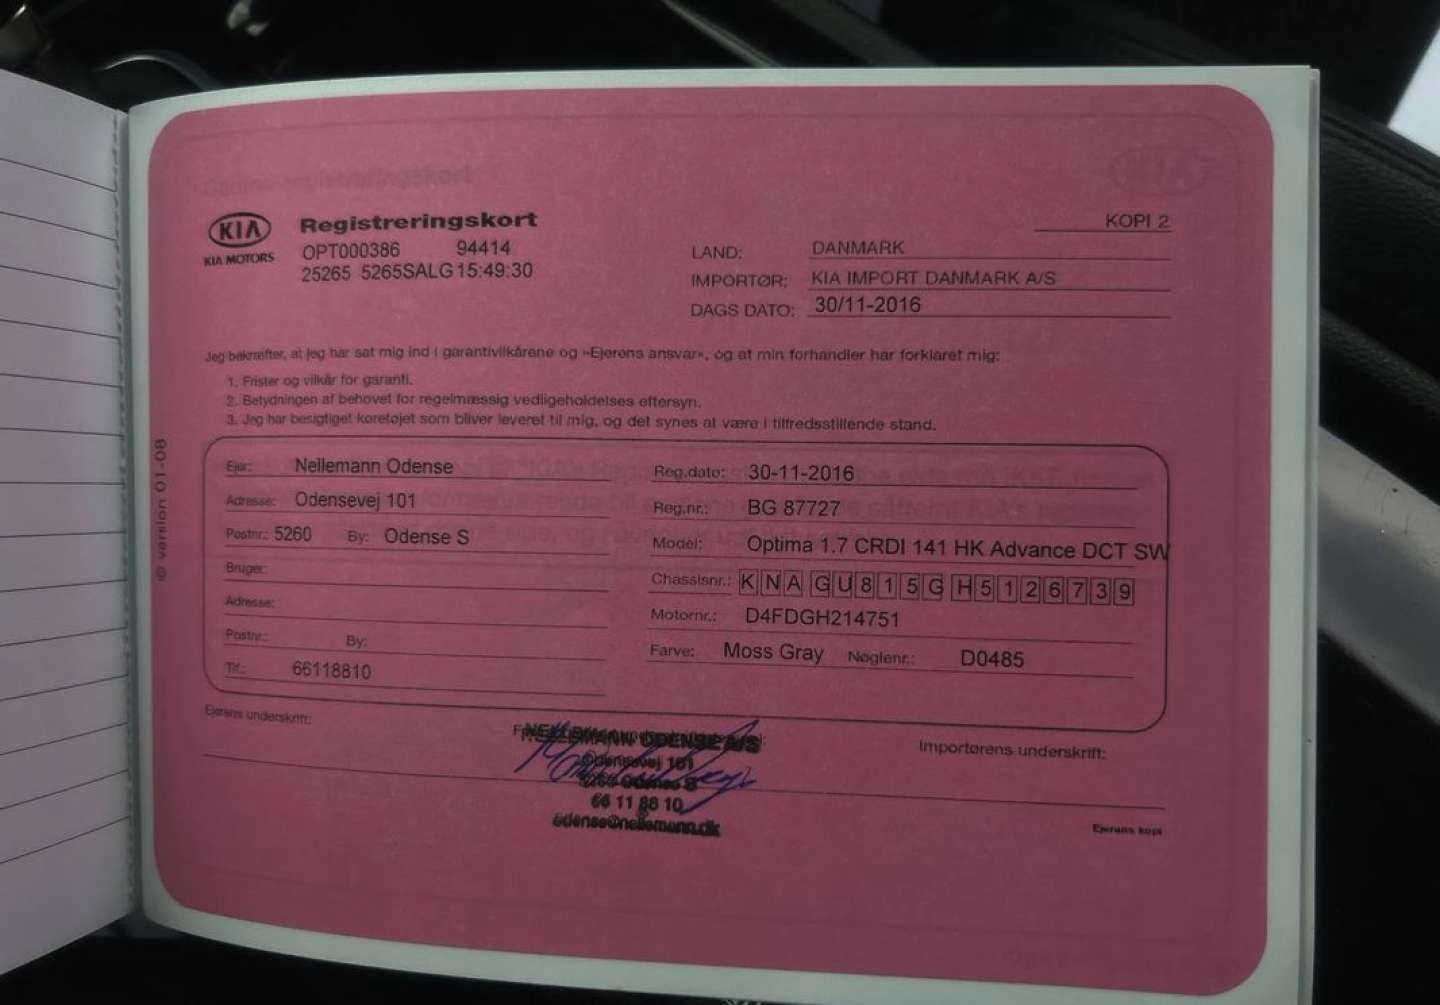 KIA
KIA MOTORS
Registreringskort
OPT000386 94414
25265 5265SALG 15:49:30
KOPI 2
LAND: DANMARK
IMPORTØR: KIA IMPORT DANMARK A/S
DAGS DATO: 30/11-2016
Jeg bekræfter, at jeg har sat mig ind i garantivilkårene og »Ejerens ansvar«, og at min forhandler har forklaret mig:
1. Frister og vilkår for garanti.
2. Betydningen af behovet for regelmæssig vedligeholdelses eftersyn.
3. Jeg har besigtiget køretøjet som bliver leveret til mig, og det synes at være i tilfredsstillende stand.
Ejer: Nellemann Odense
Adresse: Odensevej 101
Postnr.: 5260 By: Odense S
Bruger:
Adresse:
Postnr.: By:
Tlf.: 66118810
Reg.dato: 30-11-2016
Reg.nr.: BG 87727
Model: Optima 1.7 CRDI 141 HK Advance DCT SW
Chassisnr.: KNAGU815GH5126739
Motornr.: D4FDGH214751
Farve: Moss Gray Nøglenr.: D0485
© version 01-08
Ejerens underskrift:
NELLEMANN ODENSE A/S
Odensevej 101
5260 Odense S
66 11 88 10
odense@nellemann.dk
Importørens underskrift:
Ejerens kopi